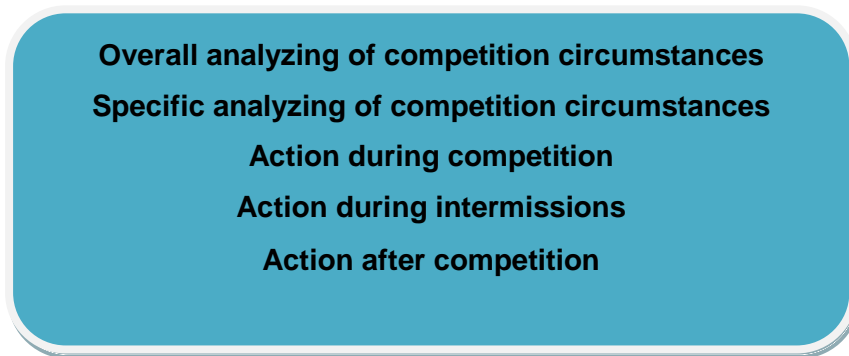 Overall analyzing of competition circumstances
Specific analyzing of competition circumstances
Action during competition
Action during intermissions
Action after competition